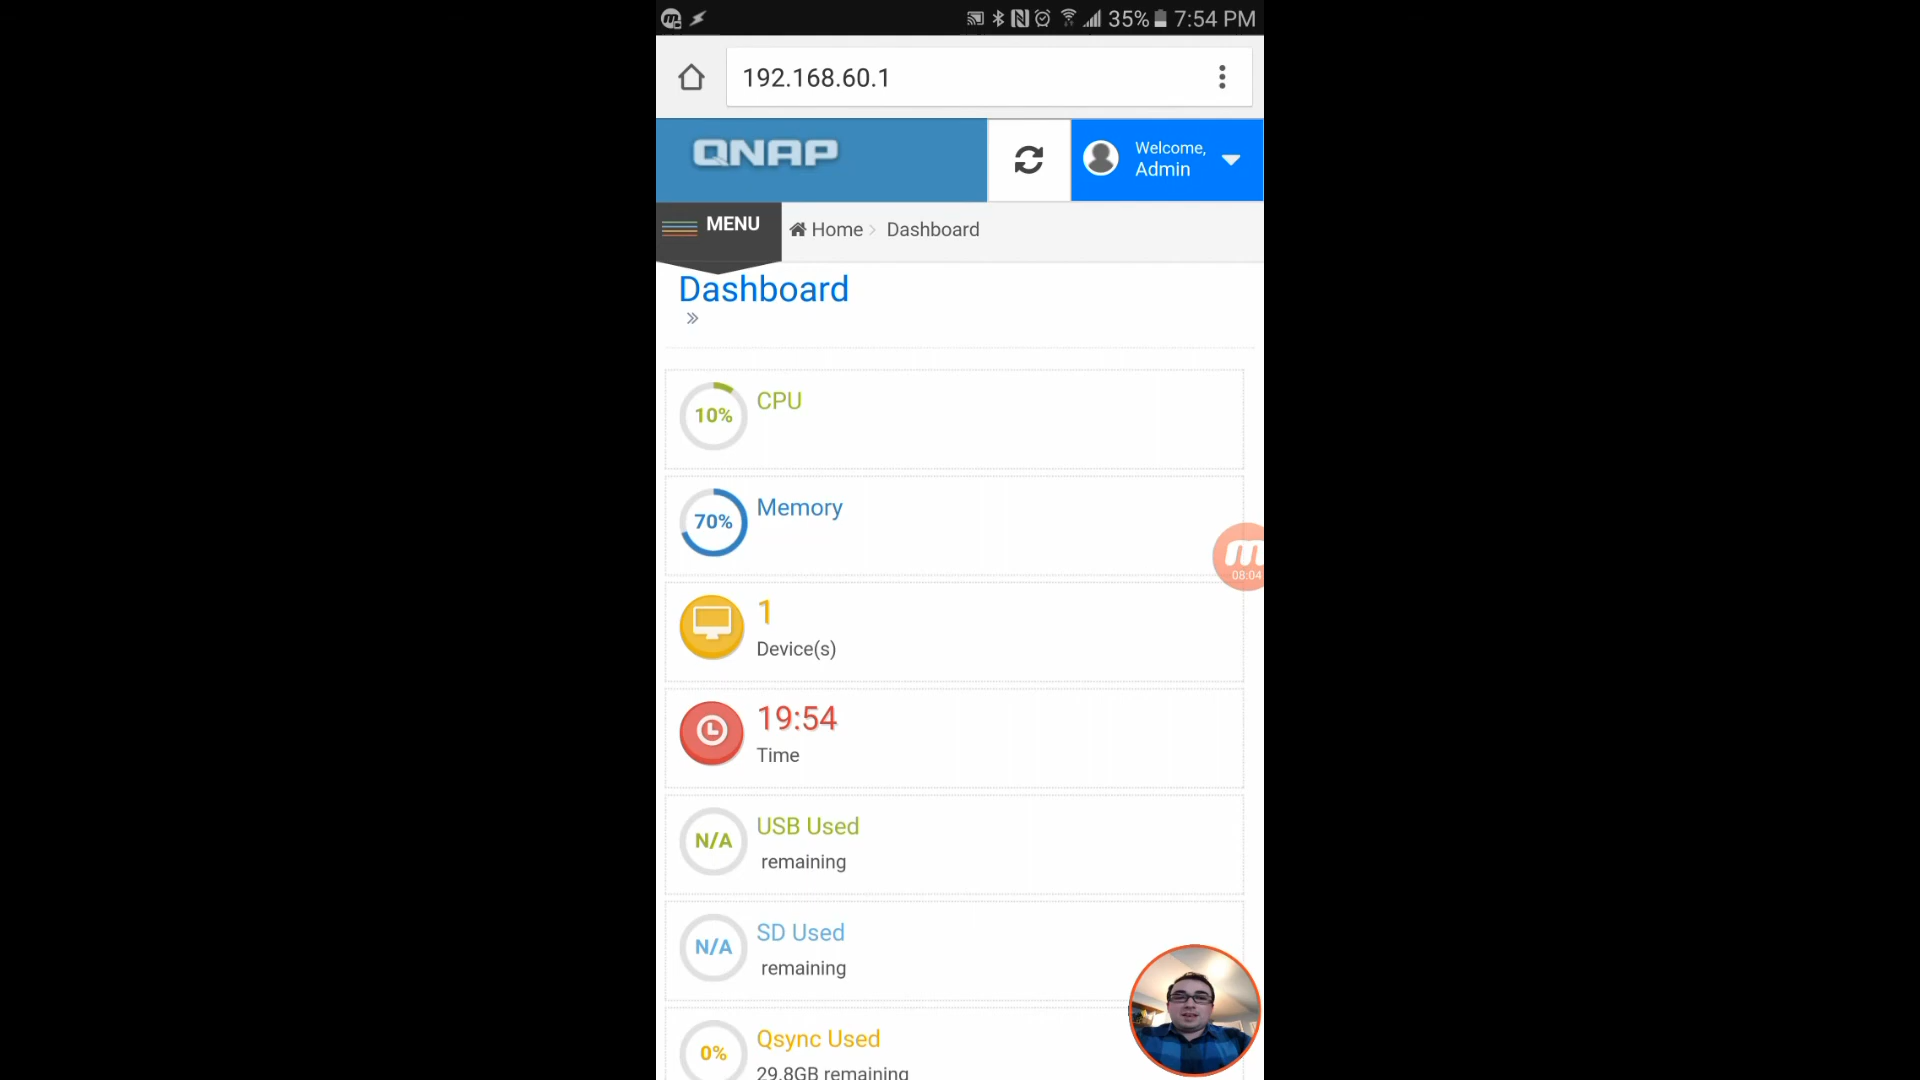 35% 7:54 PM
192.168.60.1
QNAP
Welcome,
Admin
MENU
Home > Dashboard
Dashboard
»
10% CPU
70% Memory
1
Device(s)
19:54
Time
N/A USB Used
remaining
N/A SD Used
remaining
0% Qsync Used
29.8GB remaining
m
08:04